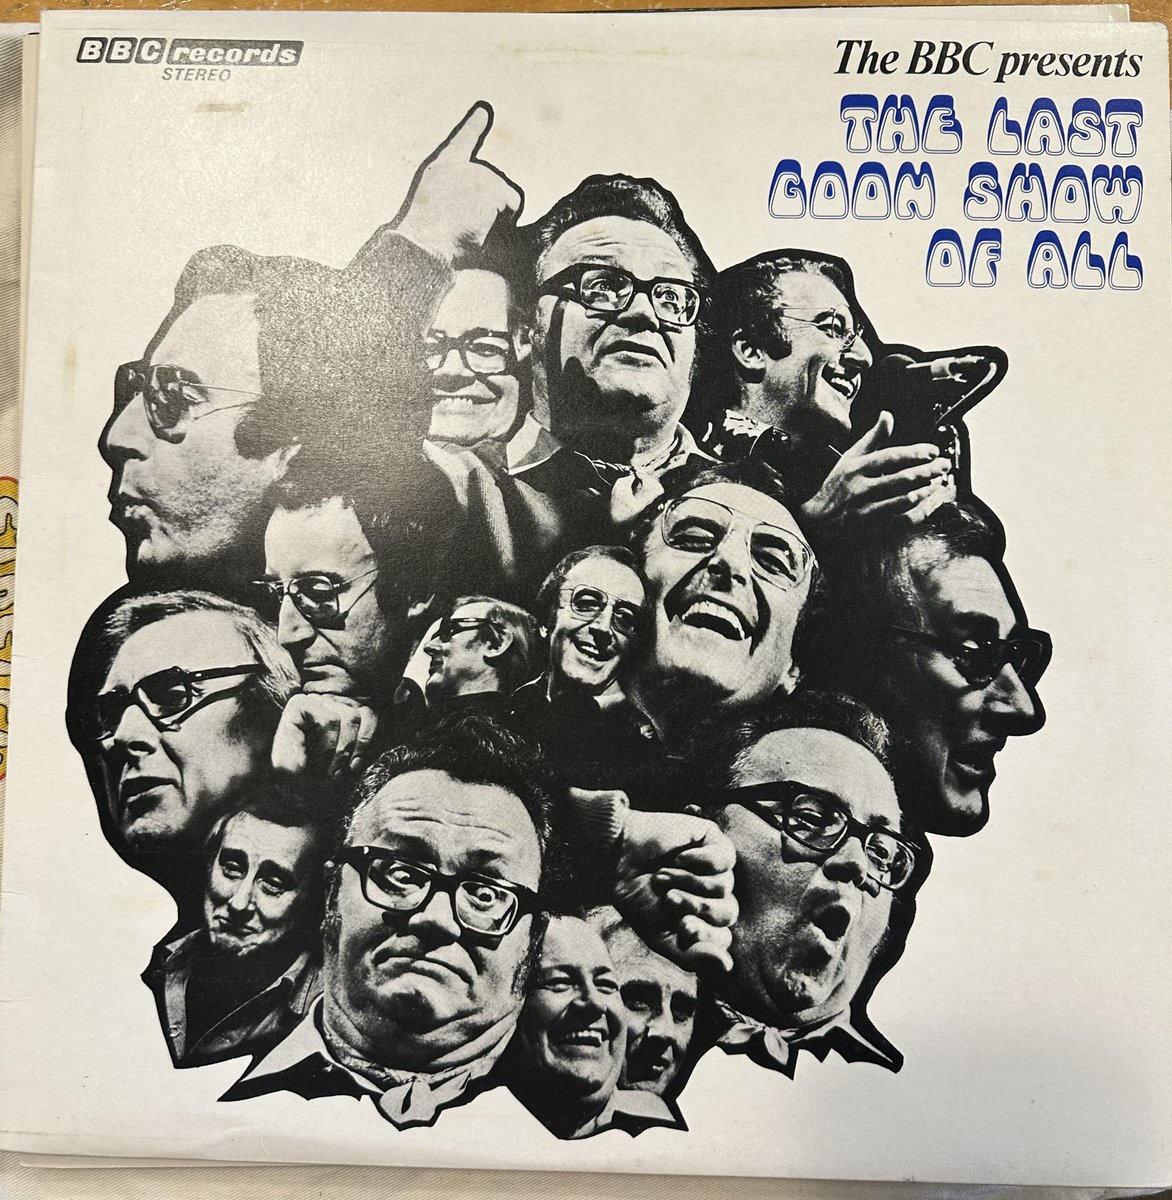 BBC records
STEREO
The BBC presents
THE LAST
GOON SHOW
OF ALL